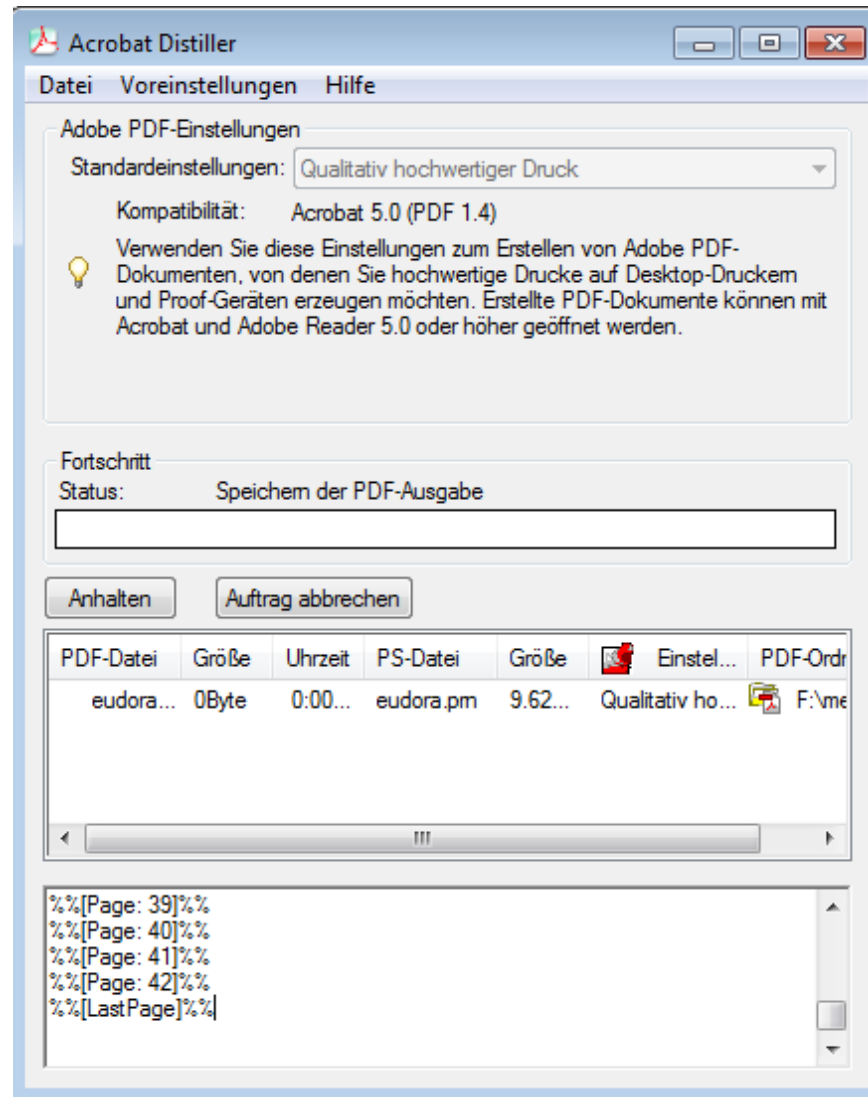 Acrobat Distiller
Datei Voreinstellungen Hilfe
Adobe PDF-Einstellungen
Standardeinstellungen: Qualitativ hochwertiger Druck
Kompatibilität: Acrobat 5.0 (PDF 1.4)
Verwenden Sie diese Einstellungen zum Erstellen von Adobe PDF-
Dokumenten, von denen Sie hochwertige Drucke auf Desktop-Druckern
und Proof-Geräten erzeugen möchten. Erstellte PDF-Dokumente können mit
Acrobat und Adobe Reader 5.0 oder höher geöffnet werden.
Fortschritt
Status: Speichern der PDF-Ausgabe
Anhalten Auftrag abbrechen
PDF-Datei Größe Uhrzeit PS-Datei Größe Einstel... PDF-Ordr
eudora... 0Byte 0:00... eudora.prn 9.62... Qualitativ ho... F:\me
%%[Page: 39]%%
%%[Page: 40]%%
%%[Page: 41]%%
%%[Page: 42]%%
%%[LastPage]%%